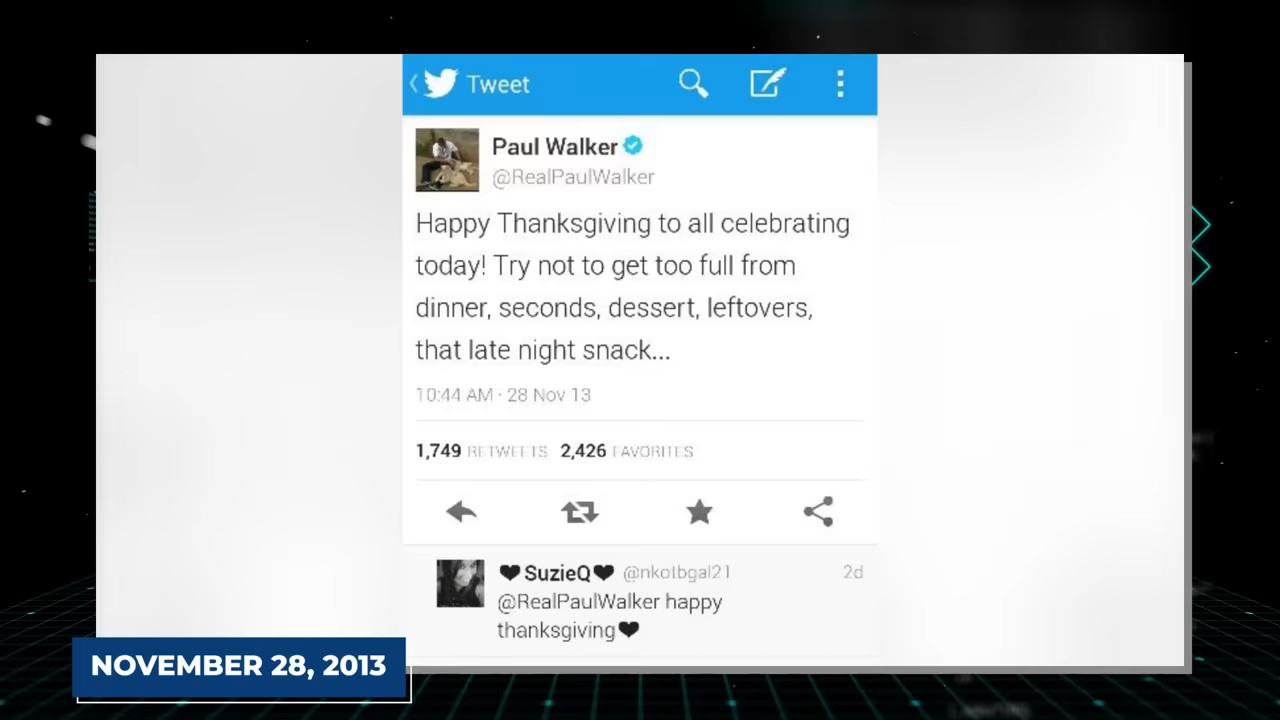 Tweet
Paul Walker
@RealPaulWalker
Happy Thanksgiving to all celebrating
today! Try not to get too full from
dinner, seconds, dessert, leftovers,
that late night snack...
10:44 AM · 28 Nov 13
1,749 RETWEETS 2,426 FAVORITES
❤SuzieQ❤ @nkotbgal21 2d
@RealPaulWalker happy
thanksgiving❤
NOVEMBER 28, 2013